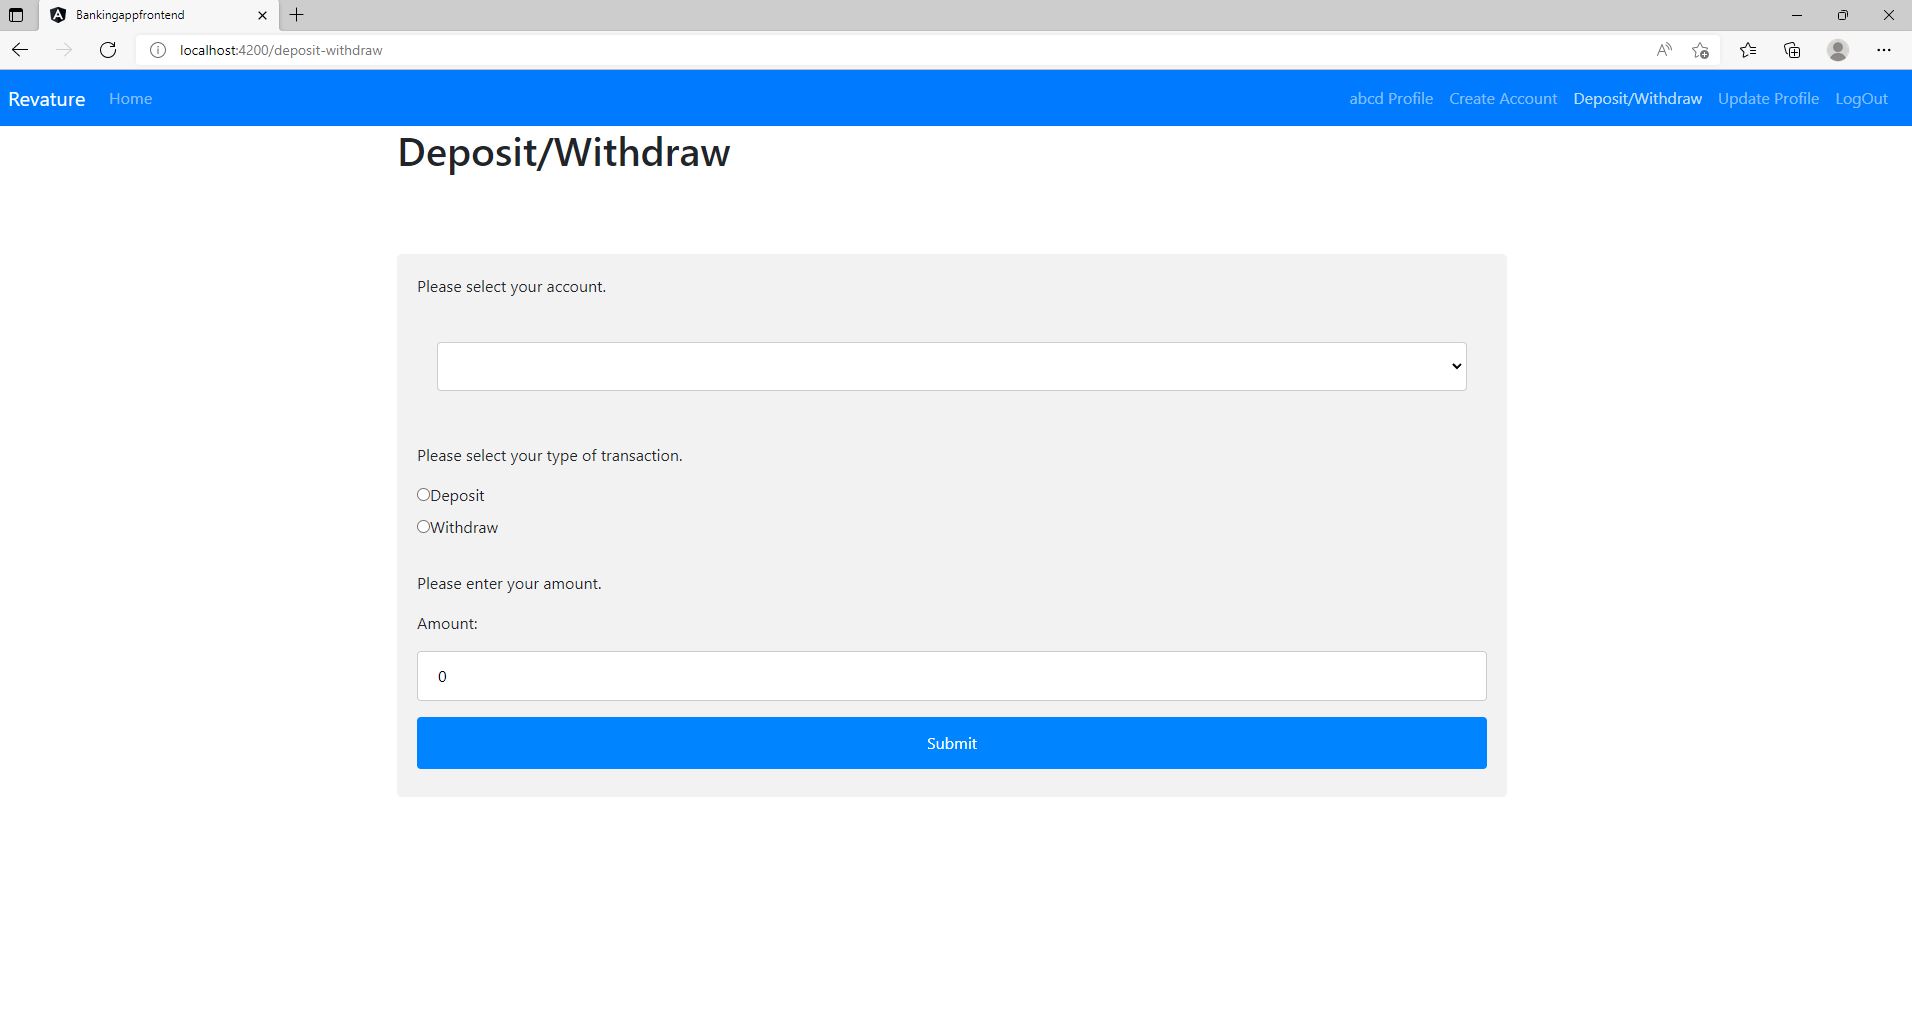 Bankingappfrontend
localhost:4200/deposit-withdraw
Revature Home abcd Profile Create Account Deposit/Withdraw Update Profile LogOut
Deposit/Withdraw
Please select your account.
Please select your type of transaction.
Deposit
Withdraw
Please enter your amount.
Amount:
0
Submit